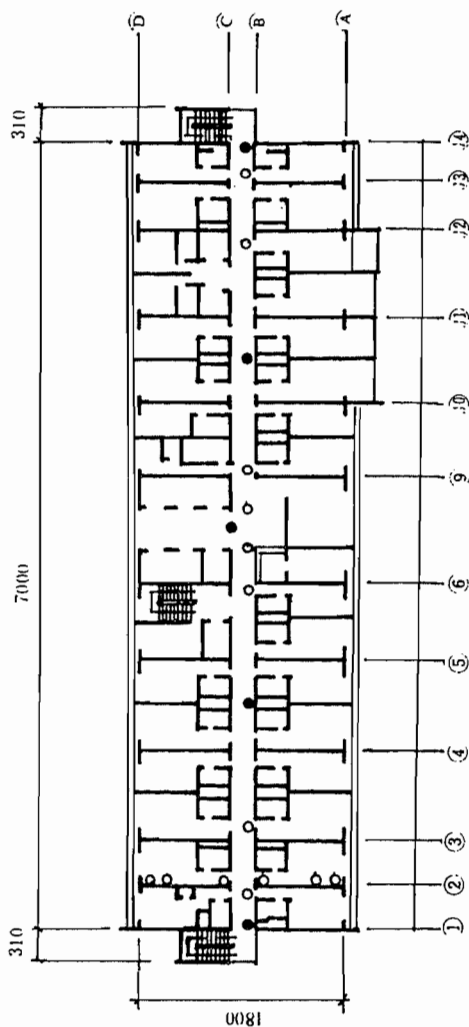 310 7000 310
Ⓓ
Ⓒ
Ⓑ
Ⓐ
1800
① ② ③ ④ ⑤ ⑥ ⑨ ⑩ ⑪ ⑫ ⑬ ⑭